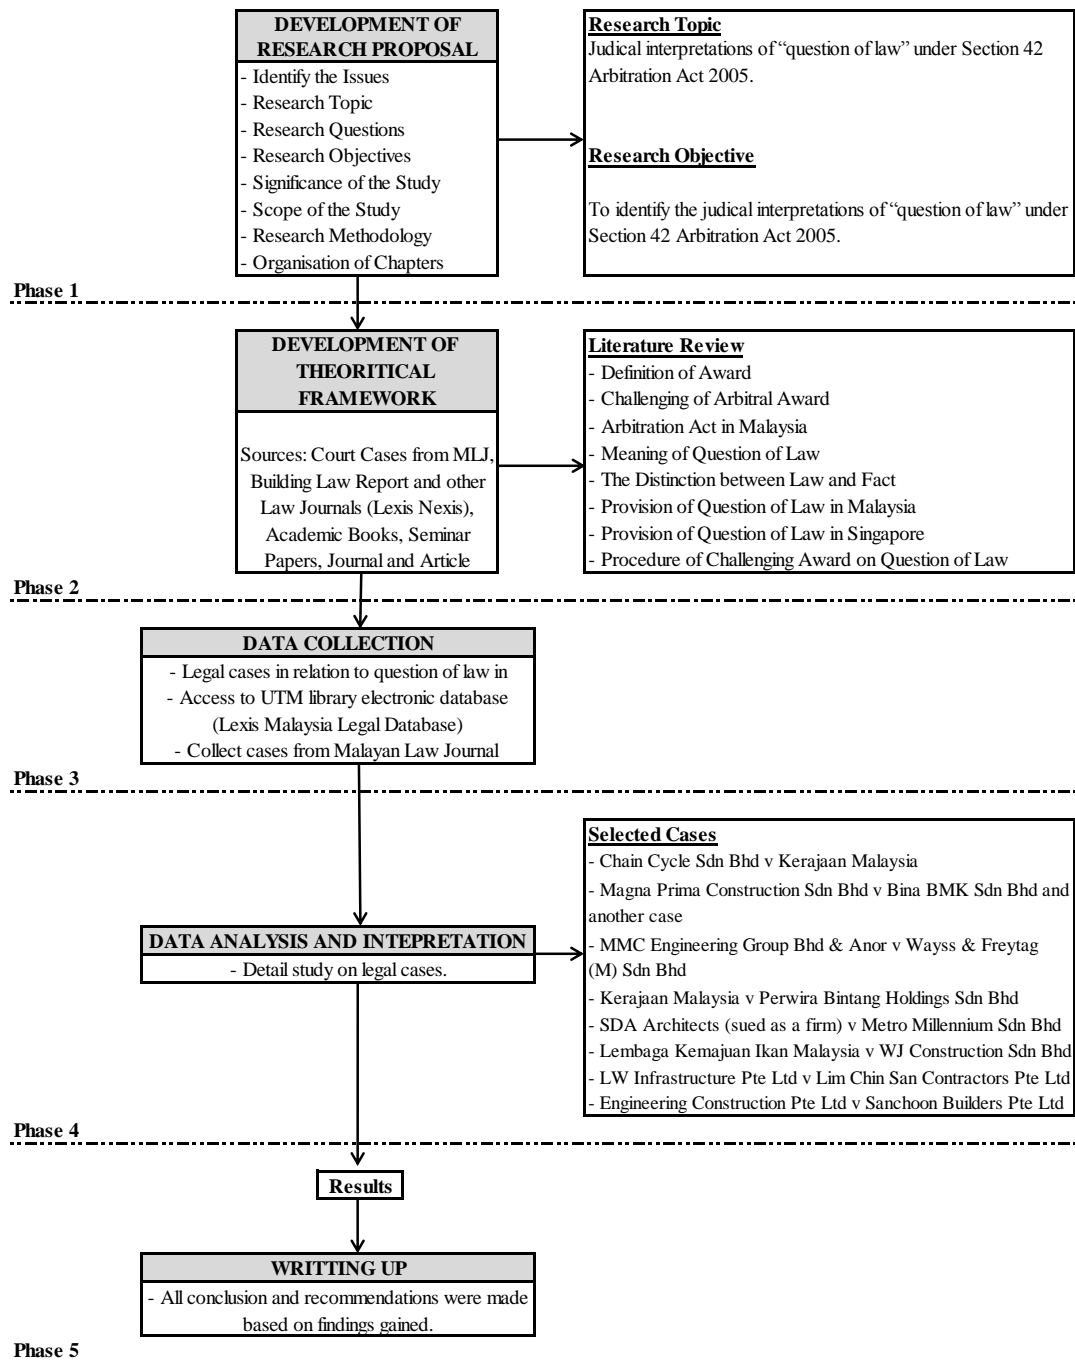 DEVELOPMENT OF
RESEARCH PROPOSAL
- Identify the Issues
- Research Topic
- Research Questions
- Research Objectives
- Significance of the Study
- Scope of the Study
- Research Methodology
- Organisation of Chapters
Research Topic
Judical interpretations of “question of law” under Section 42
Arbitration Act 2005.
Research Objective
To identify the judicial interpretations of “question of law” under
Section 42 Arbitration Act 2005.
Phase 1
DEVELOPMENT OF
THEORITICAL
FRAMEWORK
Sources: Court Cases from MLJ,
Building Law Report and other
Law Journals (Lexis Nexis),
Academic Books, Seminar
Papers, Journal and Article
Literature Review
- Definition of Award
- Challenging of Arbitral Award
- Arbitration Act in Malaysia
- Meaning of Question of Law
- The Distinction between Law and Fact
- Provision of Question of Law in Malaysia
- Provision of Question of Law in Singapore
- Procedure of Challenging Award on Question of Law
Phase 2
DATA COLLECTION
- Legal cases in relation to question of law in
- Access to UTM library electronic database
(Lexis Malaysia Legal Database)
- Collect cases from Malayan Law Journal
Phase 3
DATA ANALYSIS AND INTEPRETATION
- Detail study on legal cases.
Selected Cases
- Chain Cycle Sdn Bhd v Kerajaan Malaysia
- Magna Prima Construction Sdn Bhd v Bina BMK Sdn Bhd and
another case
- MMC Engineering Group Bhd & Anor v Wayss & Freytag
(M) Sdn Bhd
- Kerajaan Malaysia v Perwira Bintang Holdings Sdn Bhd
- SDA Architects (sued as a firm) v Metro Millennium Sdn Bhd
- Lembaga Kemajuan Ikan Malaysia v WJ Construction Sdn Bhd
- LW Infrastructure Pte Ltd v Lim Chin San Contractors Pte Ltd
- Engineering Construction Pte Ltd v Sanchoon Builders Pte Ltd
Phase 4
Results
WRITTING UP
- All conclusion and recommendations were made
based on findings gained.
Phase 5